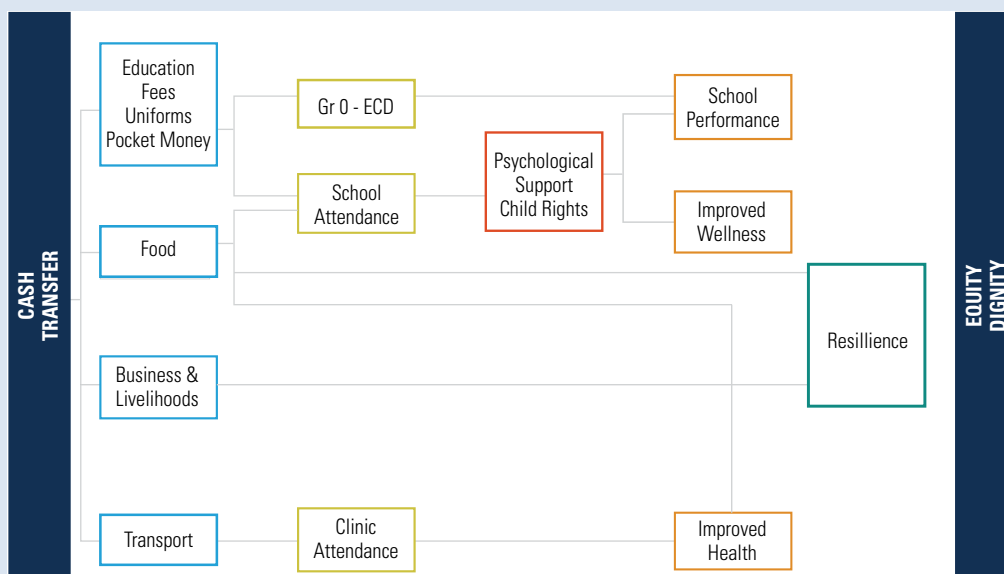 CASH
TRANSFER
Education
Fees
Uniforms
Pocket Money
Food
Business &
Livelihoods
Transport
Gr 0 - ECD
School
Attendance
Clinic
Attendance
Psychological
Support
Child Rights
School
Performance
Improved
Wellness
Improved
Health
Resillience
EQUITY
DIGNITY